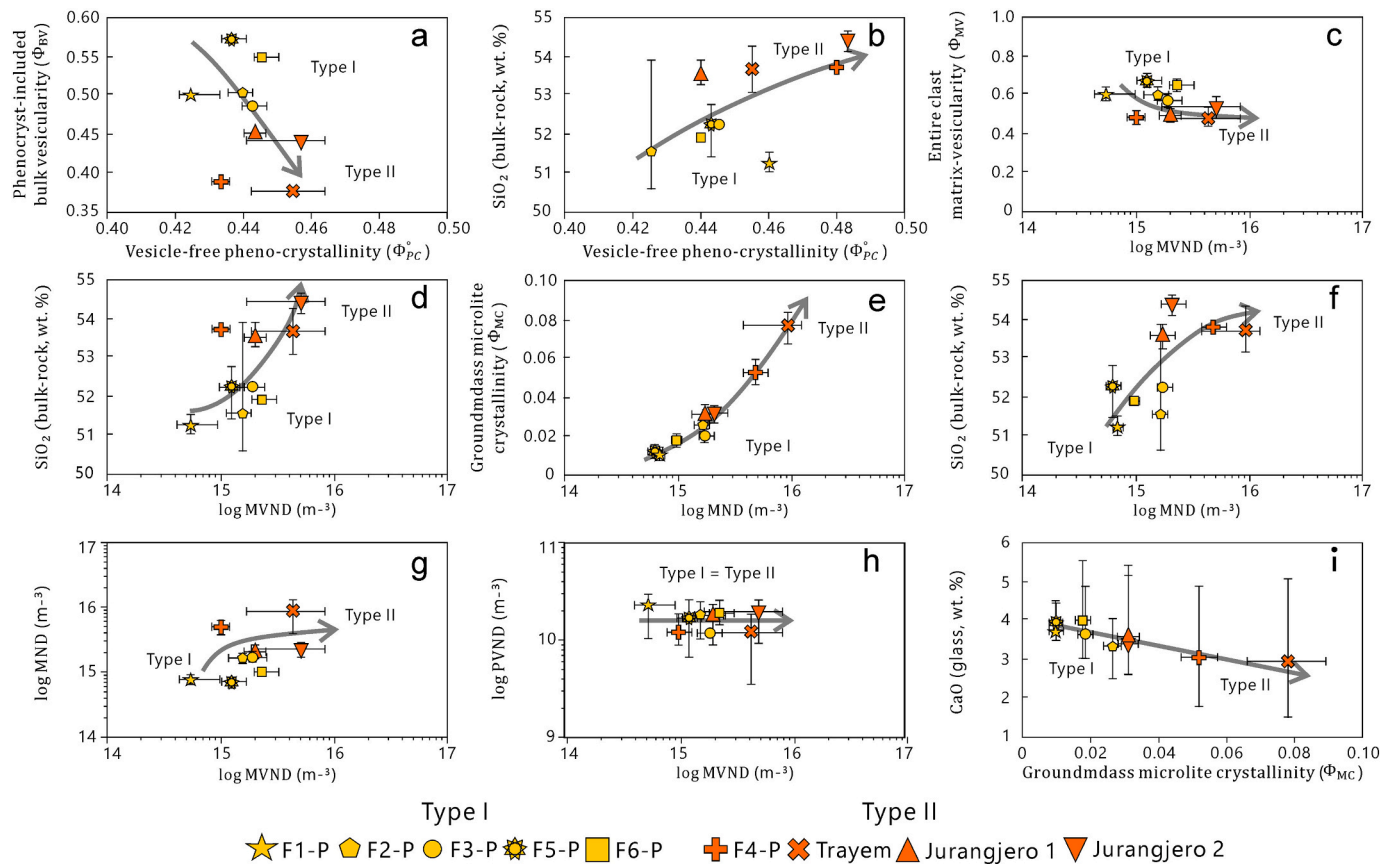 a
Phenocryst-included
bulk vesicularity (ΦBV)
0.60
0.55
0.50
0.45
0.40
0.35
0.40 0.42 0.44 0.46 0.48 0.50
Type I
Type II
Vesicle-free pheno-crystallinity (Φ°PC)
b
SiO2 (bulk-rock, wt. %)
55
54
53
52
51
50
0.40 0.42 0.44 0.46 0.48 0.50
Type II
Type I
Vesicle-free pheno-crystallinity (Φ°PC)
c
Entire clast
matrix-vesicularity (ΦMV)
1.0
0.8
0.6
0.4
0.2
0
14 15 16 17
Type I
Type II
log MVND (m-3)
d
SiO2 (bulk-rock, wt. %)
55
54
53
52
51
50
14 15 16 17
Type II
Type I
log MVND (m-3)
e
Groundmdass microlite
crystallinity (ΦMC)
0.10
0.08
0.06
0.04
0.02
0
14 15 16 17
Type II
Type I
log MND (m-3)
f
SiO2 (bulk-rock, wt. %)
55
54
53
52
51
50
14 15 16 17
Type II
Type I
log MND (m-3)
g
log MND (m-3)
17
16
15
14
14 15 16 17
Type II
Type I
log MVND (m-3)
h
log PVND (m-3)
11
10
9
14 15 16 17
Type I = Type II
log MVND (m-3)
i
CaO (glass, wt. %)
6
5
4
3
2
1
0 0.02 0.04 0.06 0.08 0.10
Type I
Type II
Groundmdass microlite crystallinity (ΦMC)
Type I Type II
F1-P F2-P F3-P F5-P F6-P F4-P Trayem Jurangjero 1 Jurangjero 2